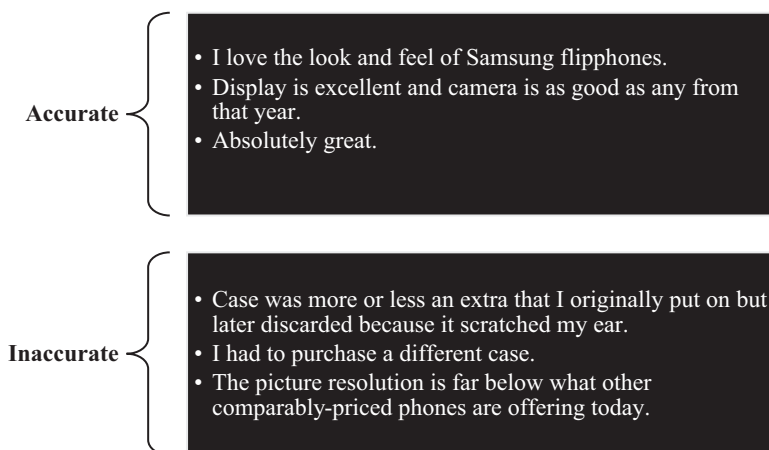 Accurate
• I love the look and feel of Samsung flipphones.
• Display is excellent and camera is as good as any from
that year.
• Absolutely great.
Inaccurate
• Case was more or less an extra that I originally put on but
later discarded because it scratched my ear.
• I had to purchase a different case.
• The picture resolution is far below what other
comparably-priced phones are offering today.